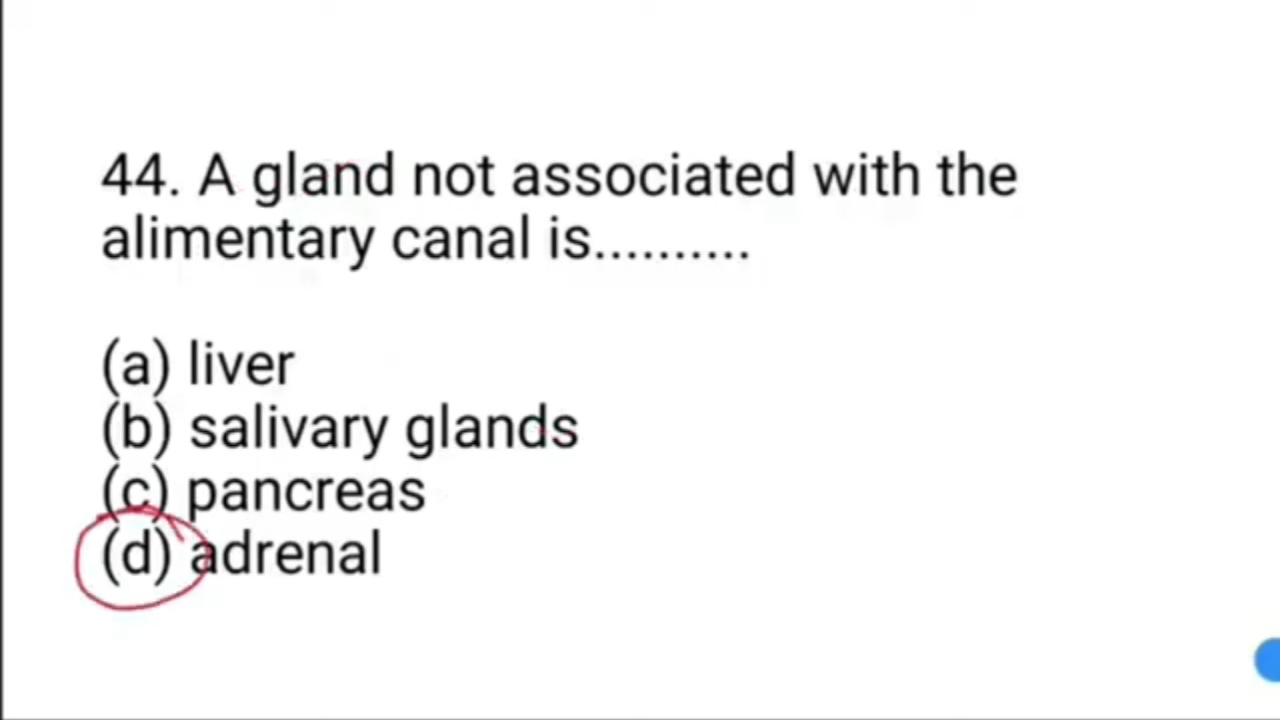 44. A gland not associated with the
alimentary canal is..........
(a) liver
(b) salivary glands
(c) pancreas
(d) adrenal